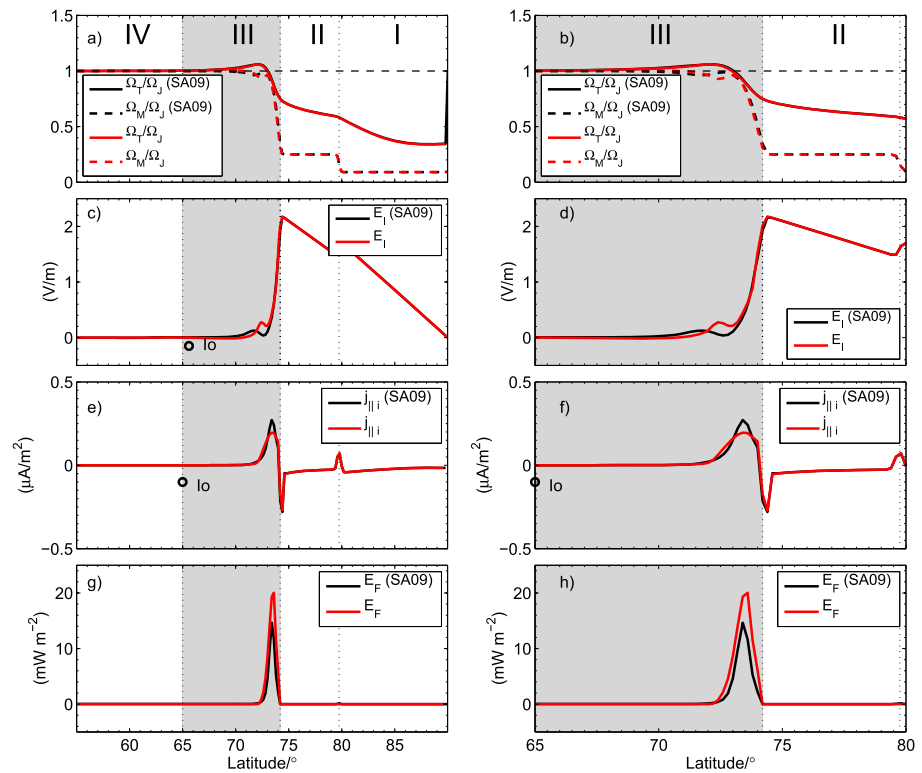 a) IV III II I
1.5
1
0.5
0
Ω_T/Ω_J (SA09)
Ω_M/Ω_J (SA09)
Ω_T/Ω_J
Ω_M/Ω_J
b) III II
1.5
1
0.5
0
Ω_T/Ω_J (SA09)
Ω_M/Ω_J (SA09)
Ω_T/Ω_J
Ω_M/Ω_J
c)
2
1
0
(V/m)
E_I (SA09)
E_I
Io
d)
2
1
0
(V/m)
E_I (SA09)
E_I
e)
0.5
0
−0.5
(μA/m²)
j_||i (SA09)
j_||i
Io
f)
0.5
0
−0.5
(μA/m²)
j_||i (SA09)
j_||i
Io
g)
20
10
0
(mW m⁻²)
E_F (SA09)
E_F
60 65 70 75 80 85
Latitude/°
h)
20
10
0
(mW m⁻²)
E_F (SA09)
E_F
65 70 75 80
Latitude/°